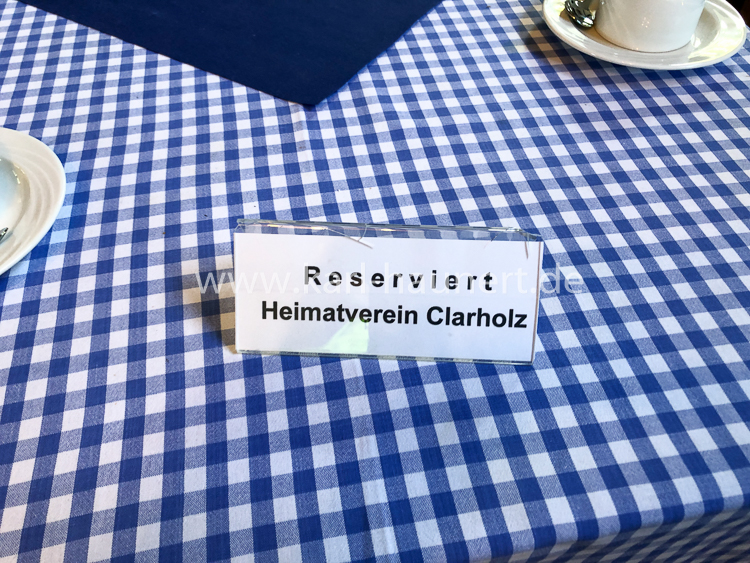 Reserviert
Heimatverein Clarholz